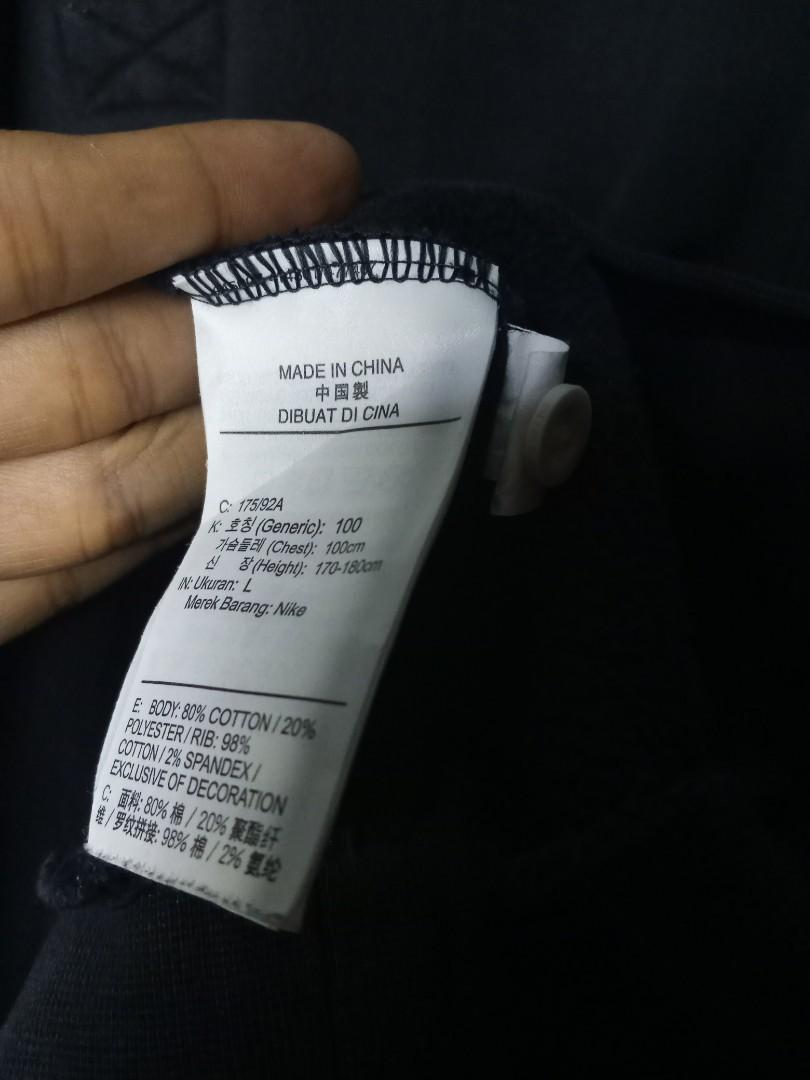 MADE IN CHINA
中国製
DIBUAT DI CINA
C: 175/92A
K: 호칭 (Generic): 100
가슴둘레 (Chest): 100cm
신 장 (Height): 170-180cm
IN: Ukuran: L
Merek Barang: Nike
E: BODY: 80% COTTON / 20%
POLYESTER / RIB: 98%
COTTON / 2% SPANDEX /
EXCLUSIVE OF DECORATION
C: 面料: 80% 棉 / 20% 聚酯纤
维 / 罗纹拼接: 98% 棉 / 2% 氨纶